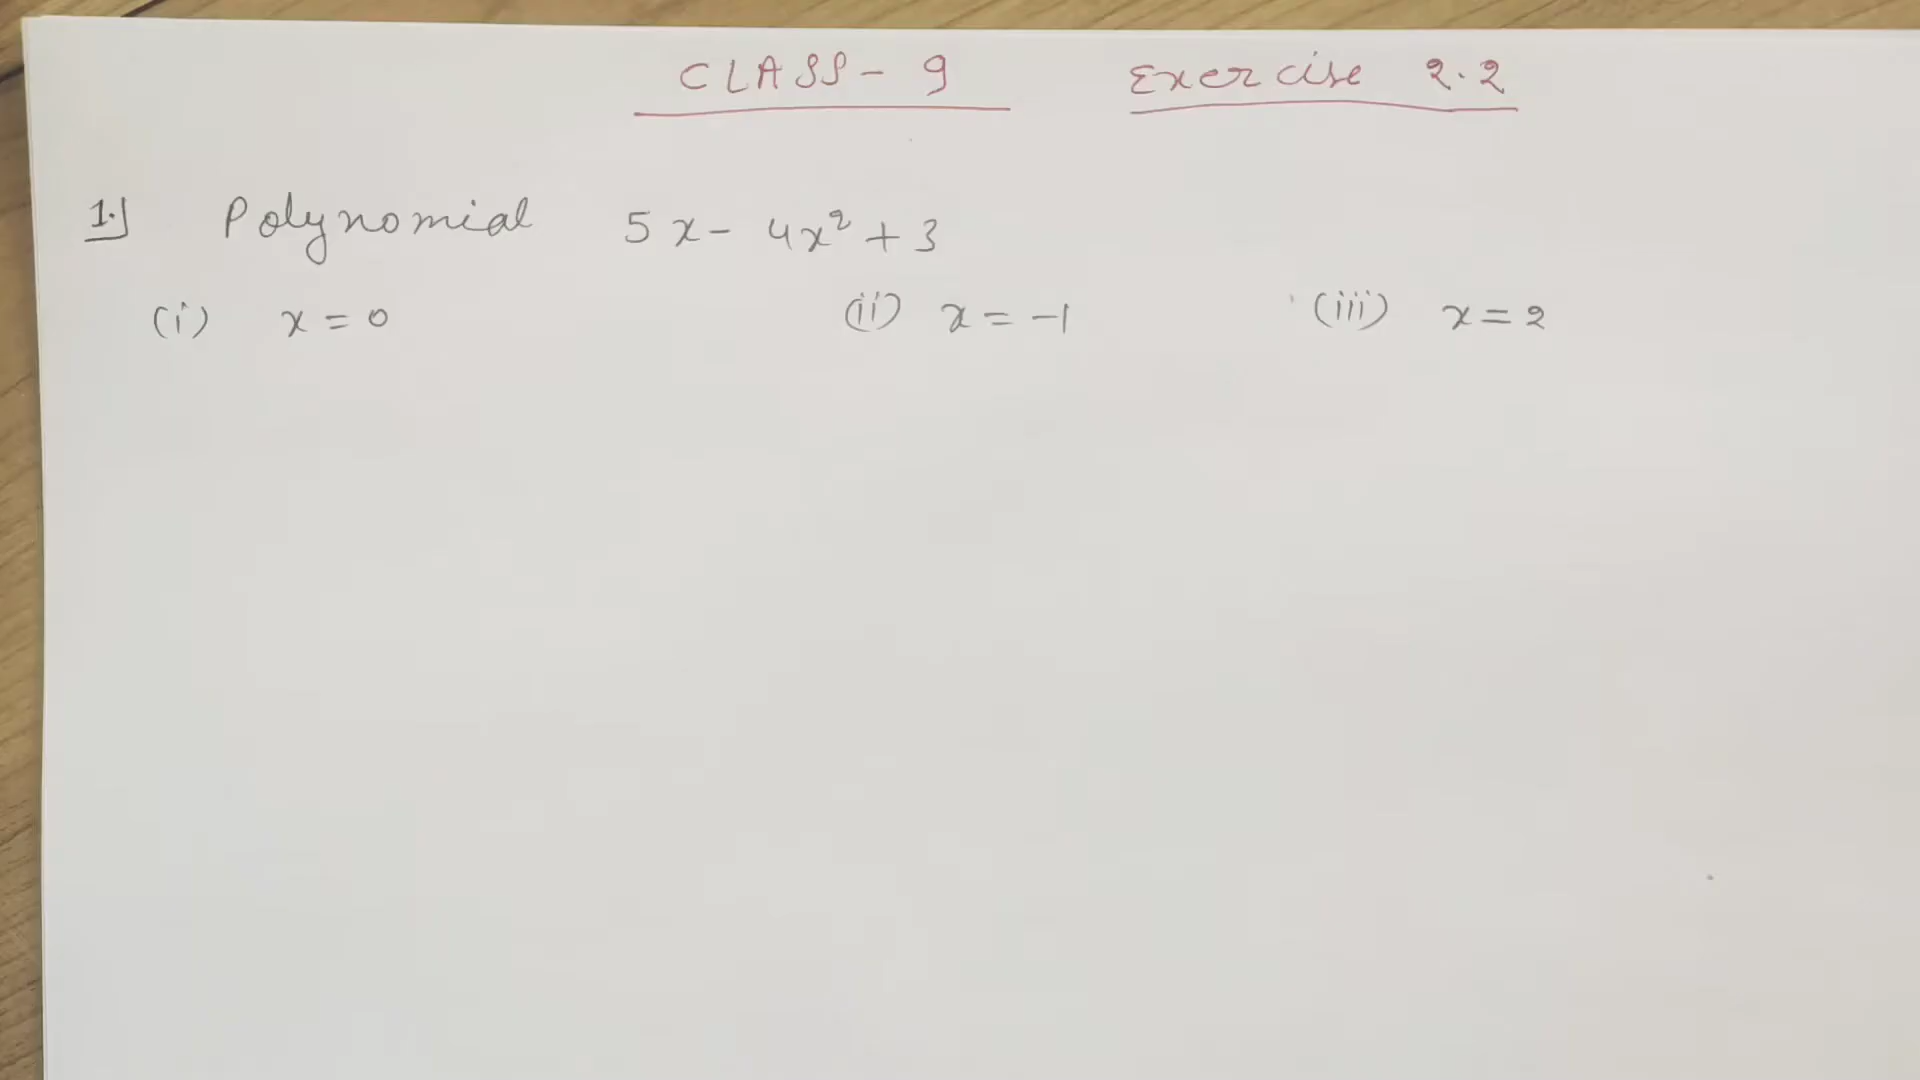 CLASS - 9 Exercise 2.2
1.) Polynomial 5x - 4x² + 3
(i) x = 0 (ii) x = -1 (iii) x = 2